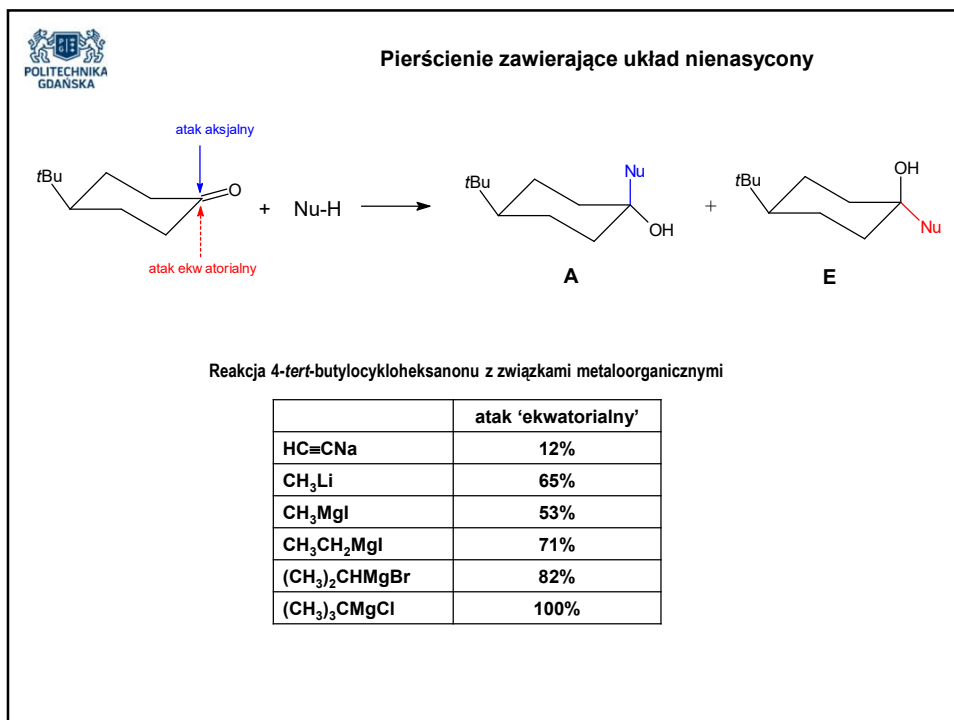 POLITECHNIKA
GDAŃSKA
Pierścienie zawierające układ nienasycony
atak aksjalny
tBu
O
+
Nu-H
atak ekw atorialny
tBu
Nu
OH
A
+
tBu
OH
Nu
E
Reakcja 4-tert-butylocykloheksanonu z związkami metaloorganicznymi
atak ‘ekwatorialny’
HC≡CNa 12%
CH₃Li 65%
CH₃MgI 53%
CH₃CH₂MgI 71%
(CH₃)₂CHMgBr 82%
(CH₃)₃CMgCl 100%